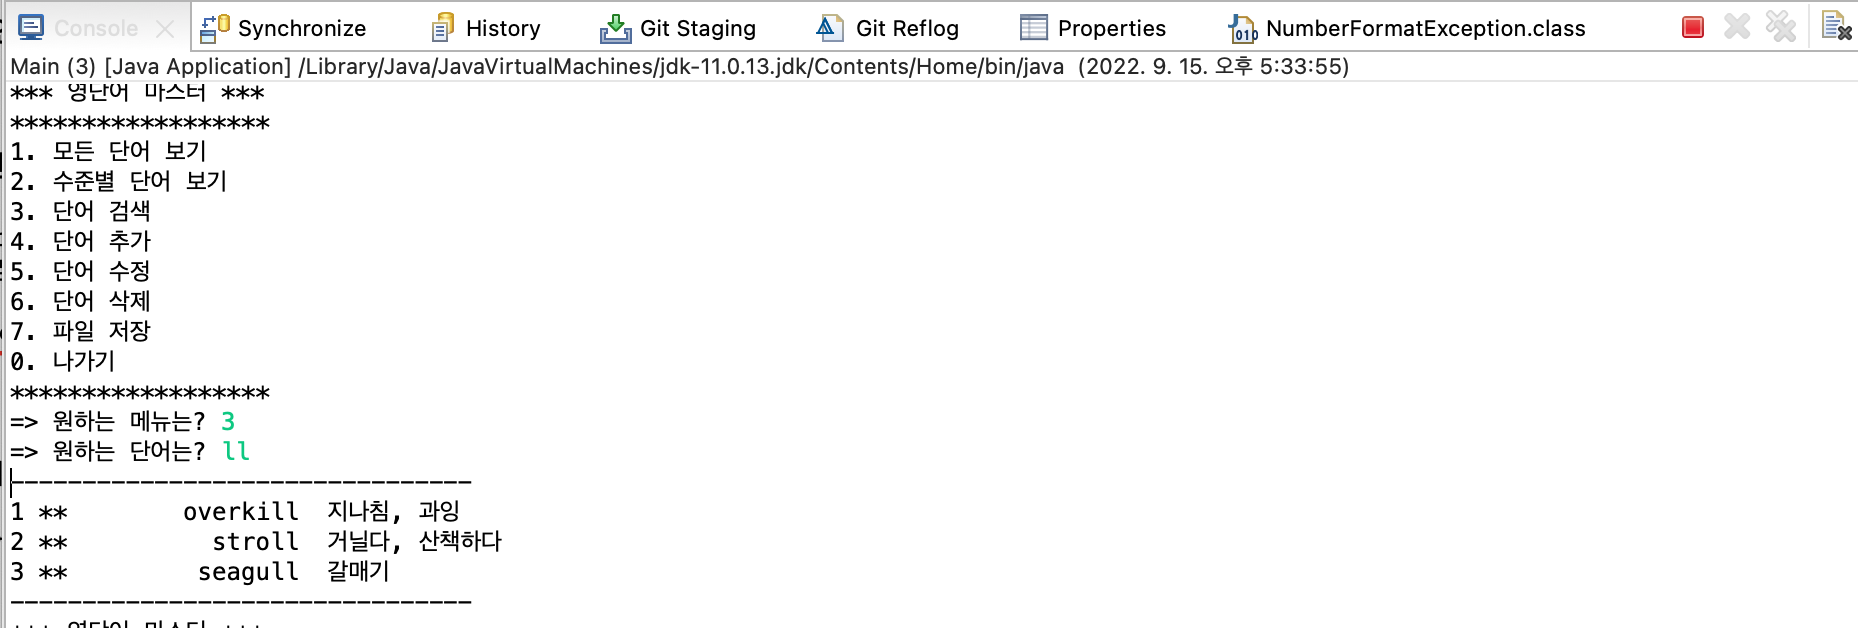 Console Synchronize History Git Staging Git Reflog Properties NumberFormatException.class
Main (3) [Java Application] /Library/Java/JavaVirtualMachines/jdk-11.0.13.jdk/Contents/Home/bin/java (2022. 9. 15. 오후 5:33:55)
*** 영단어 마스터 ***
******************
1. 모든 단어 보기
2. 수준별 단어 보기
3. 단어 검색
4. 단어 추가
5. 단어 수정
6. 단어 삭제
7. 파일 저장
0. 나가기
******************
=> 원하는 메뉴는? 3
=> 원하는 단어는? ll
--------------------------------
1 ** overkill 지나침, 과잉
2 ** stroll 거닐다, 산책하다
3 ** seagull 갈매기
--------------------------------
*** 영단어 마스터 ***